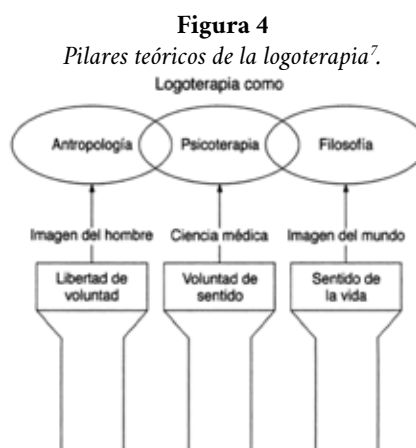 Figura 4
Pilares teóricos de la logoterapia⁷.
Logoterapia como
Antropología Psicoterapia Filosofía
Imagen del hombre Ciencia médica Imagen del mundo
Libertad de Voluntad de Sentido de
voluntad sentido la vida